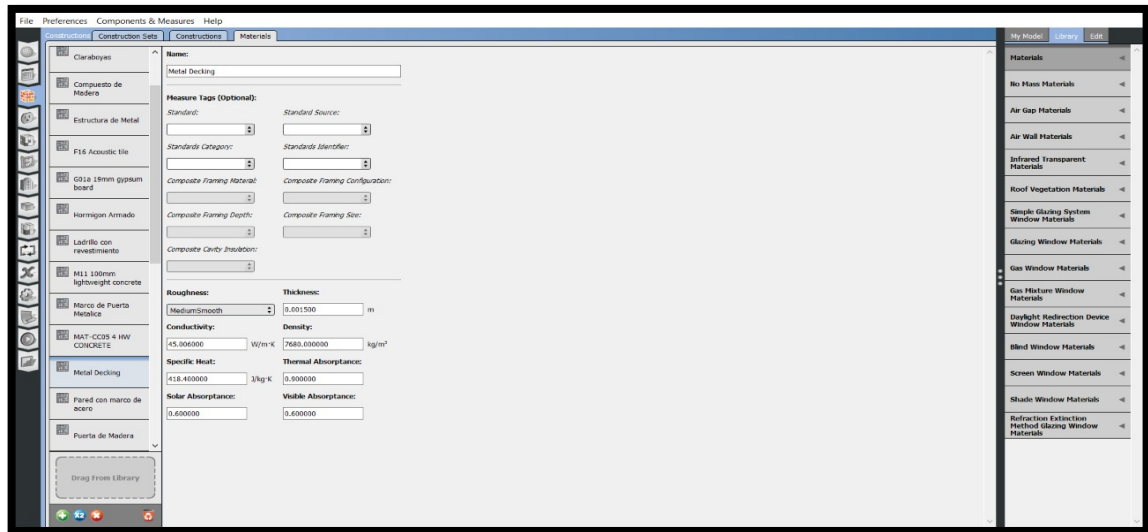 File Preferences Components & Measures Help
Constructions
Construction Sets
Constructions
Materials
Claraboyas
Compuesto de
Madera
Estructura de Metal
F16 Acoustic tile
G01a 19mm gypsum
board
Hormigon Armado
Ladrillo con
revestimiento
M11 100mm
lightweight concrete
Marco de Puerta
Metalica
MAT-CC05 4 HW
CONCRETE
Metal Decking
Pared con marco de
acero
Puerta de Madera
Drag From Library
x2
Name:
Metal Decking
Measure Tags (Optional):
Standard: Standard Source:
Standards Category: Standards Identifier:
Composite Framing Material: Composite Framing Configuration:
Composite Framing Depth: Composite Framing Size:
Composite Cavity Insulation:
Roughness: Thickness:
MediumSmooth 0.001500 m
Conductivity: Density:
45.006000 W/m·K 7680.000000 kg/m³
Specific Heat: Thermal Absorptance:
418.400000 J/kg·K 0.900000
Solar Absorptance: Visible Absorptance:
0.600000 0.600000
My Model Library Edit
Materials
No Mass Materials
Air Gap Materials
Air Wall Materials
Infrared Transparent
Materials
Roof Vegetation Materials
Simple Glazing System
Window Materials
Glazing Window Materials
Gas Window Materials
Gas Mixture Window
Materials
Daylight Redirection Device
Window Materials
Blind Window Materials
Screen Window Materials
Shade Window Materials
Refraction Extinction
Method Glazing Window
Materials